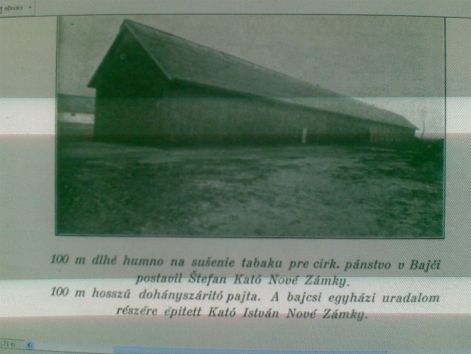 100 m dlhé humno na sušenie tabaku pre cirk. pánstvo v Bajči
postavil Štefan Kató Nové Zámky.
100 m hosszú dohányszárító pajta. A bajcsi egyházi uradalom
részére épített Kató István Nové Zámky.